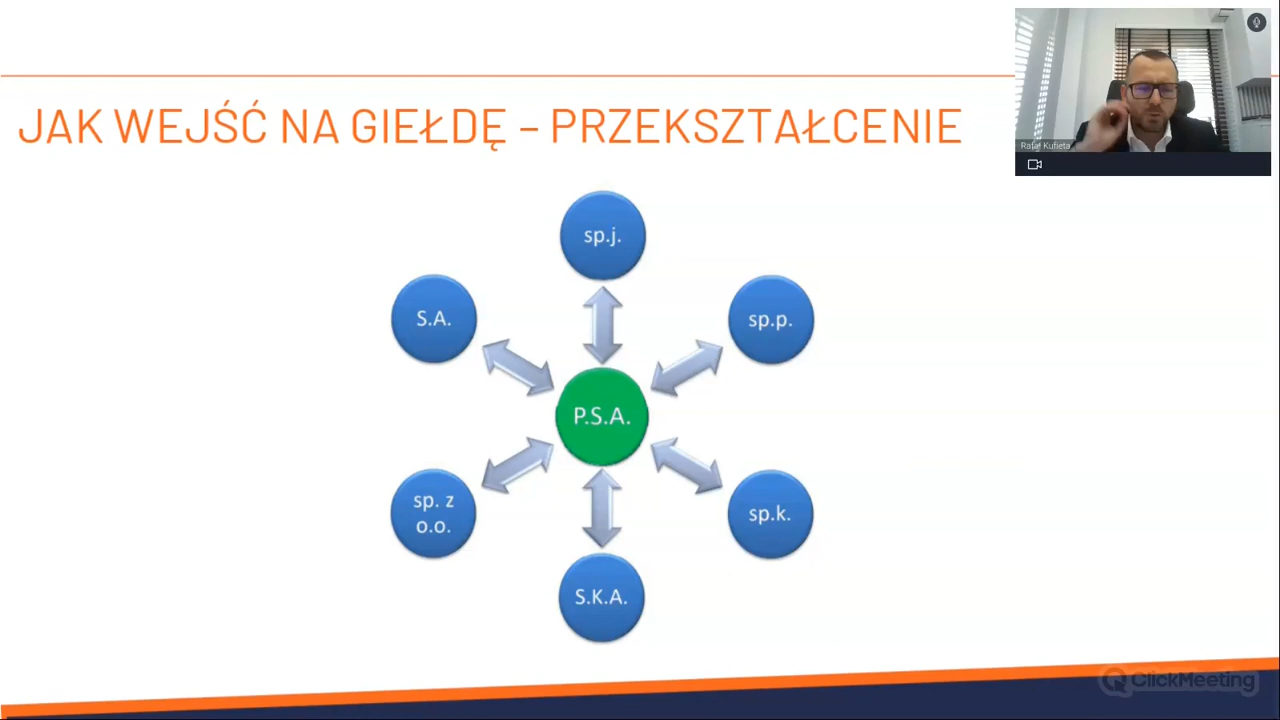 JAK WEJŚĆ NA GIEŁDĘ – PRZEKSZTAŁCENIE
Rafał Kufieta
sp.j.
S.A.
sp.p.
P.S.A.
sp. z
o.o.
sp.k.
S.K.A.
ClickMeeting